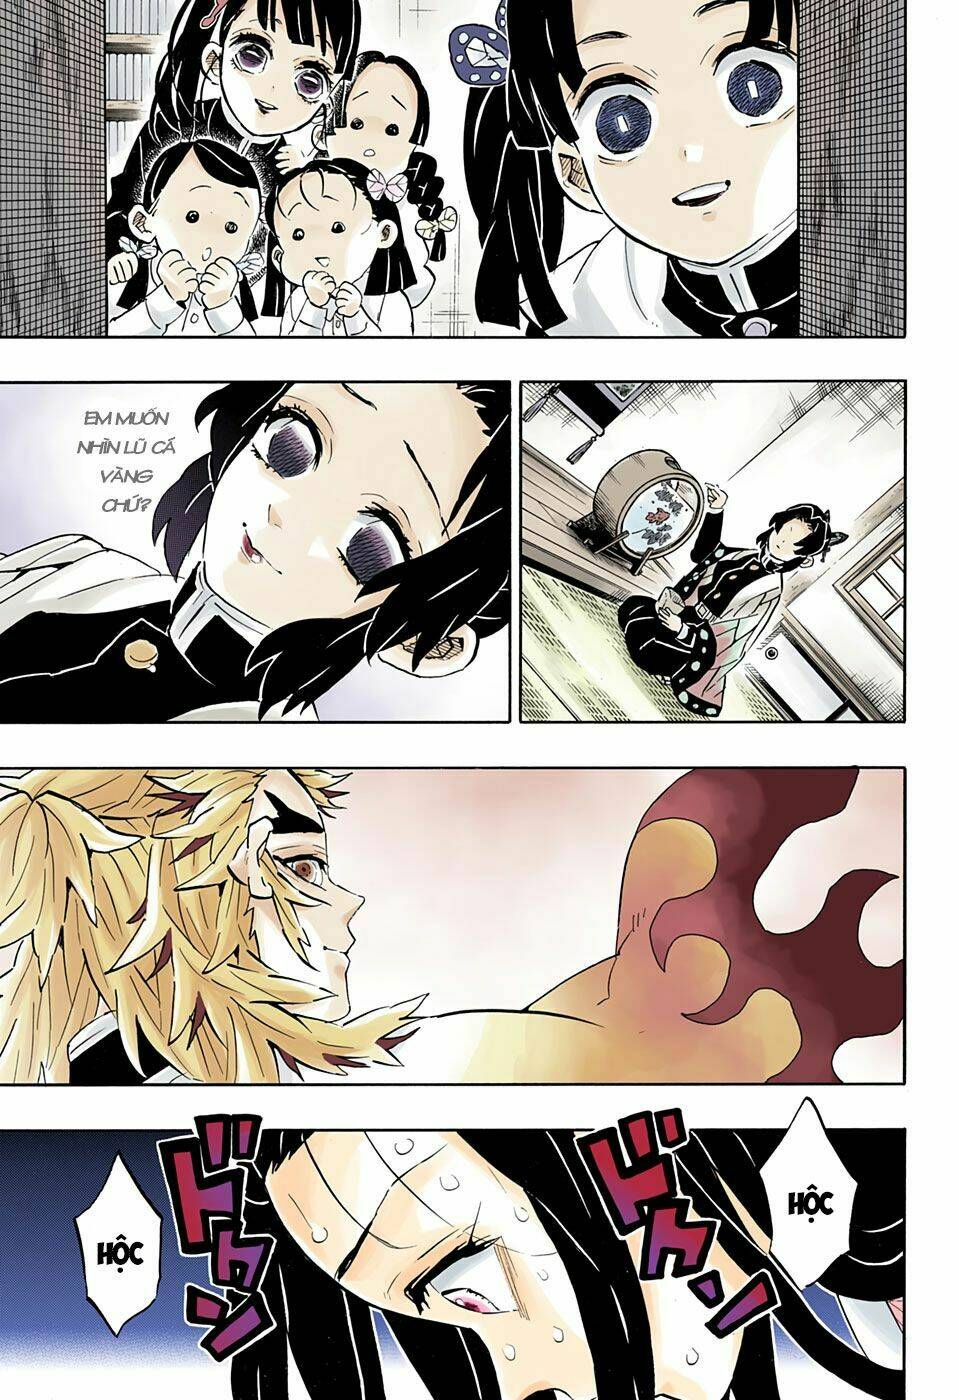 EM MUỐN
NHÌN LŨ CÁ
VÀNG
CHỨ?
HỘC
ドクン
HỘC
ドクン